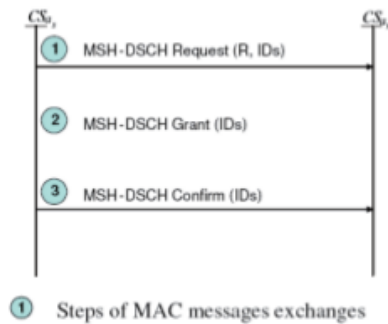 1 MSH-DSCH Request (R, IDs)
2 MSH-DSCH Grant (IDs)
3 MSH-DSCH Confirm (IDs)
1 Steps of MAC messages exchanges